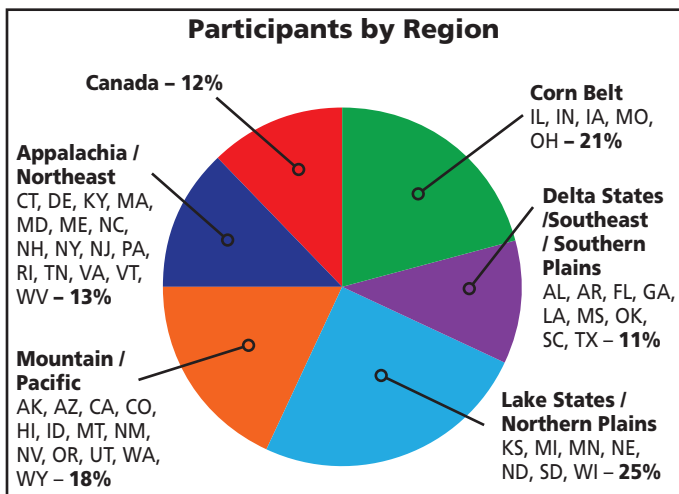 Participants by Region
Canada – 12%
Corn Belt
IL, IN, IA, MO,
OH – 21%
Appalachia /
Northeast
CT, DE, KY, MA,
MD, ME, NC,
NH, NY, NJ, PA,
RI, TN, VA, VT,
WV – 13%
Delta States
/Southeast
/ Southern
Plains
AL, AR, FL, GA,
LA, MS, OK,
SC, TX – 11%
Mountain /
Pacific
AK, AZ, CA, CO,
HI, ID, MT, NM,
NV, OR, UT, WA,
WY – 18%
Lake States /
Northern Plains
KS, MI, MN, NE,
ND, SD, WI – 25%